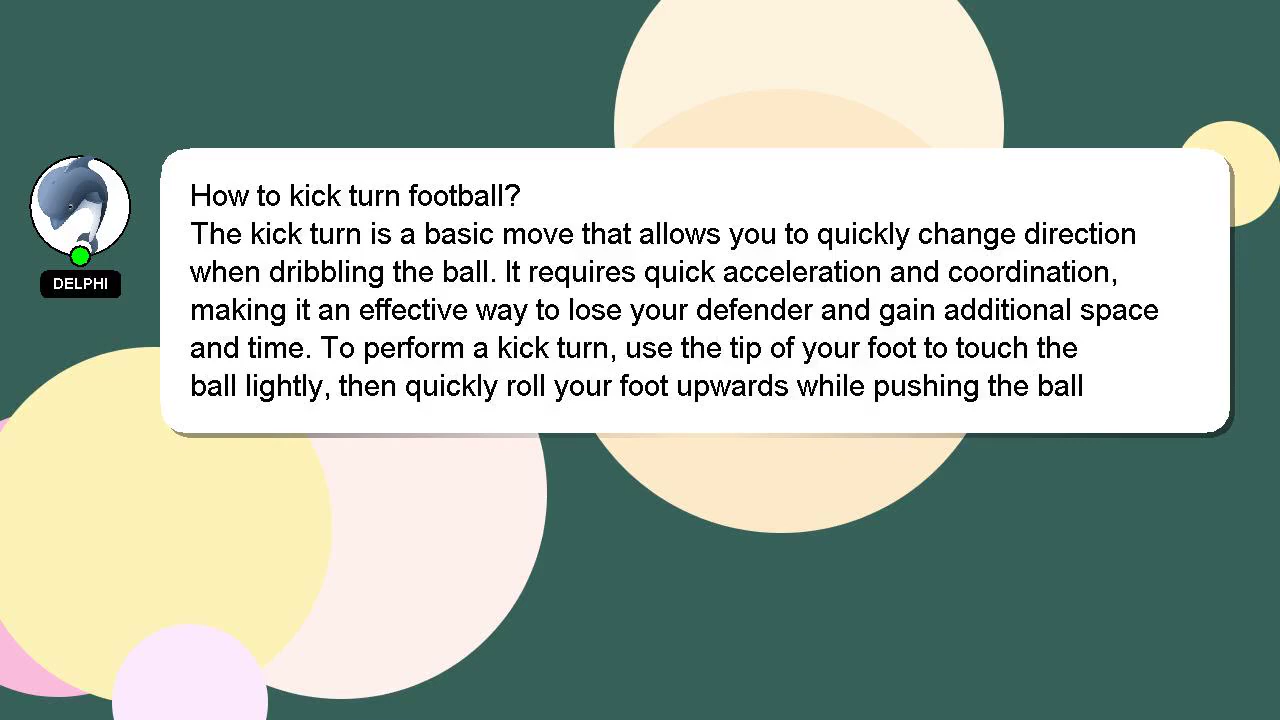 DELPHI
How to kick turn football?
The kick turn is a basic move that allows you to quickly change direction
when dribbling the ball. It requires quick acceleration and coordination,
making it an effective way to lose your defender and gain additional space
and time. To perform a kick turn, use the tip of your foot to touch the
ball lightly, then quickly roll your foot upwards while pushing the ball